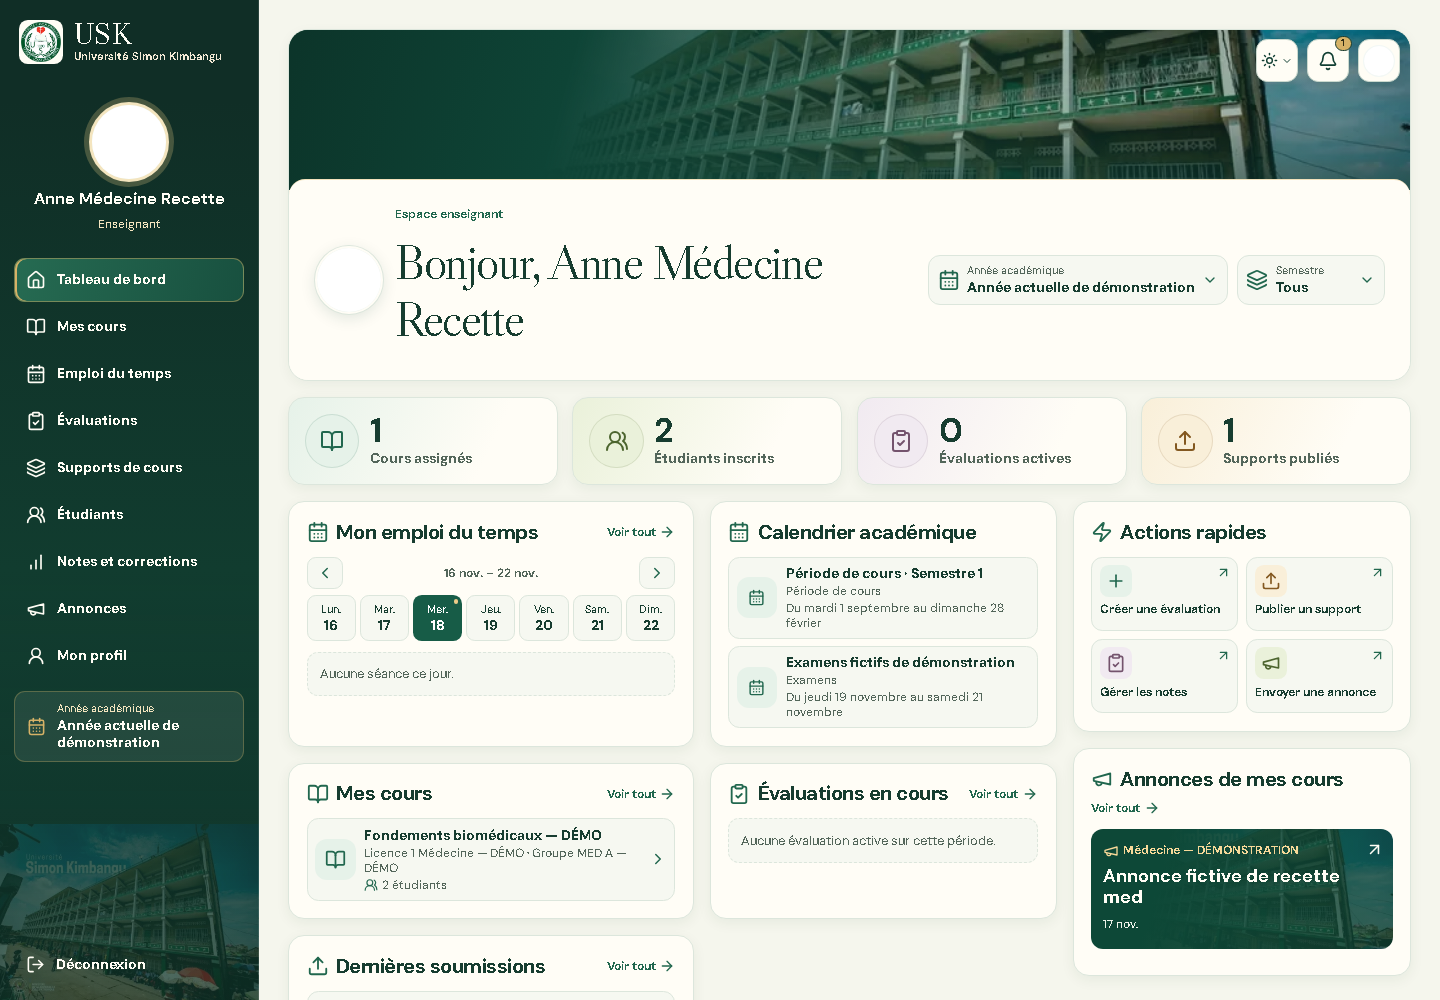 USK
Université Simon Kimbangu
Anne Médecine Recette
Enseignant
Tableau de bord
Mes cours
Emploi du temps
Évaluations
Supports de cours
Étudiants
Notes et corrections
Annonces
Mon profil
Année académique
Année actuelle de
démonstration
Université
Simon Kimbangu
Déconnexion
1
Espace enseignant
Bonjour, Anne Médecine
Recette
Année académique
Année actuelle de démonstration
Semestre
Tous
1
Cours assignés
2
Étudiants inscrits
0
Évaluations actives
1
Supports publiés
Mon emploi du temps
Voir tout
16 nov. – 22 nov.
Lun. Mar. Mer. Jeu. Ven. Sam. Dim.
16 17 18 19 20 21 22
Aucune séance ce jour.
Calendrier académique
Période de cours · Semestre 1
Période de cours
Du mardi 1 septembre au dimanche 28
février
Examens fictifs de démonstration
Examens
Du jeudi 19 novembre au samedi 21
novembre
Actions rapides
Créer une évaluation
Publier un support
Gérer les notes
Envoyer une annonce
Mes cours
Voir tout
Fondements biomédicaux — DÉMO
Licence 1 Médecine — DÉMO · Groupe MED A —
DÉMO
2 étudiants
Évaluations en cours
Voir tout
Aucune évaluation active sur cette période.
Annonces de mes cours
Voir tout
Médecine — DÉMONSTRATION
Annonce fictive de recette
med
17 nov.
Dernières soumissions
Voir tout